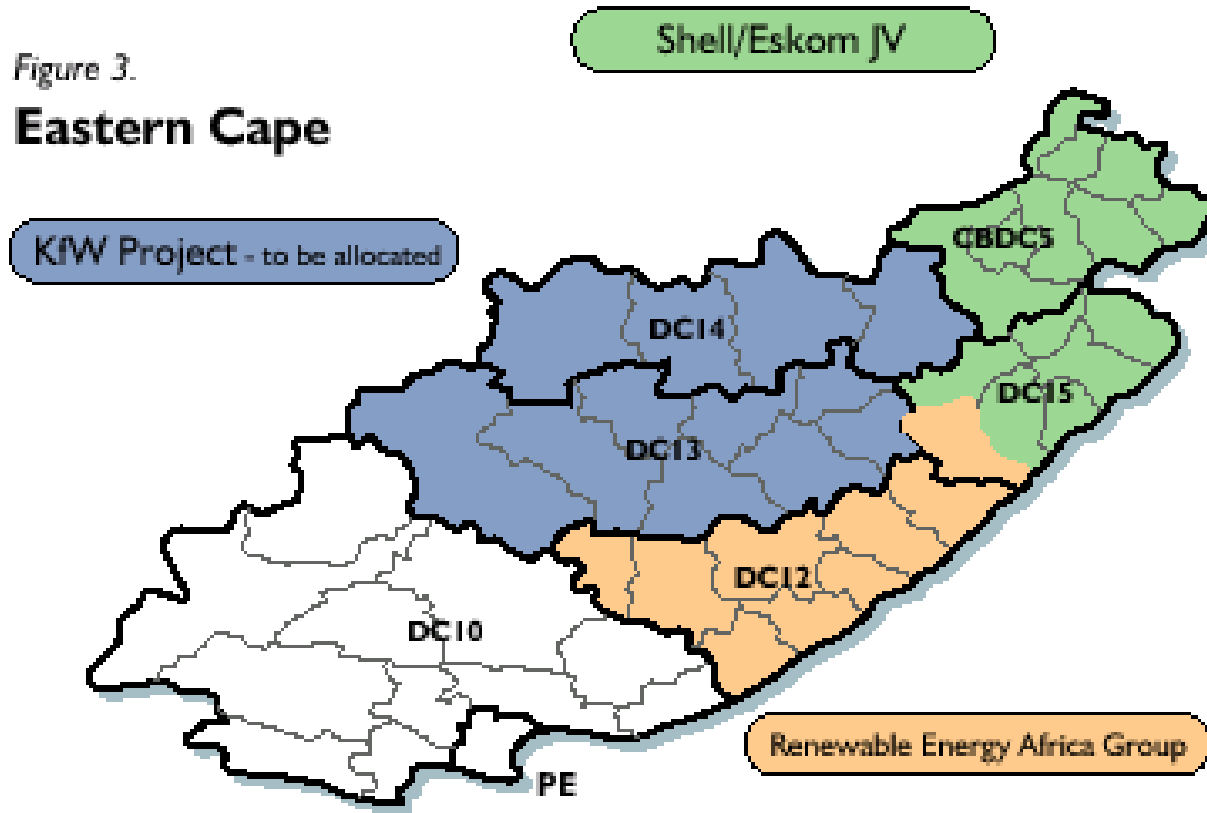 Shell/Eskom JV
Figure 3.
Eastern Cape
KfW Project - to be allocated
CBDC5
DC14
DC15
DC13
DC12
DC10
Renewable Energy Africa Group
PE